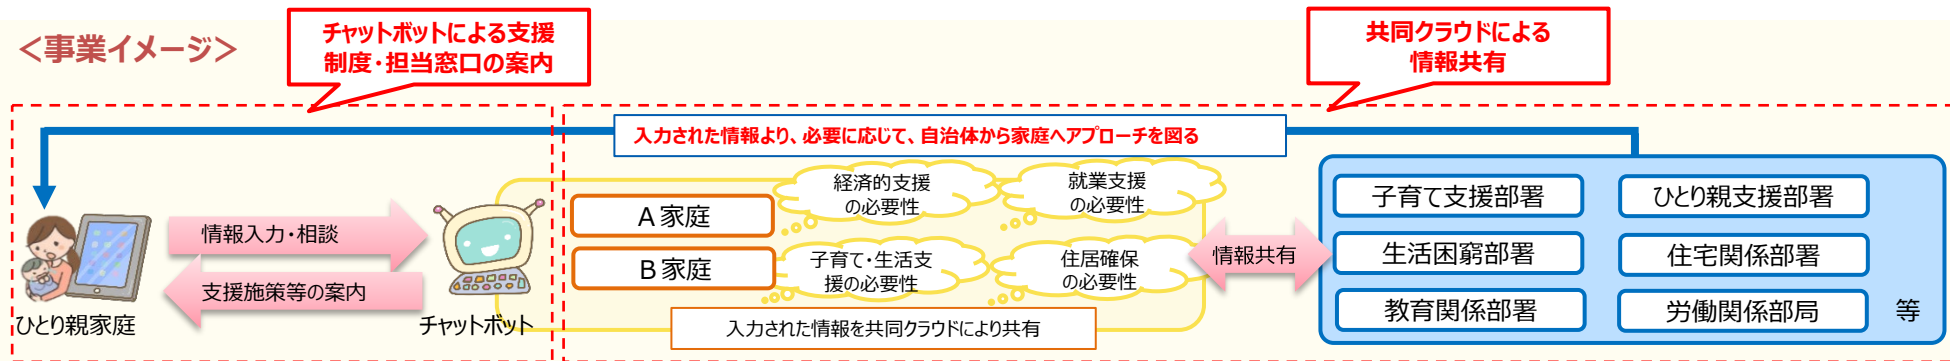 <事業イメージ>
チャットボットによる支援
制度・担当窓口の案内
共同クラウドによる
情報共有
入力された情報より、必要に応じて、自治体から家庭へアプローチを図る
ひとり親家庭
情報入力・相談
支援施策等の案内
チャットボット
A家庭
B家庭
経済的支援
の必要性
就業支援
の必要性
子育て・生活支
援の必要性
住居確保
の必要性
入力された情報を共同クラウドにより共有
情報共有
子育て支援部署
ひとり親支援部署
生活困窮部署
住宅関係部署
教育関係部署
労働関係部局
等